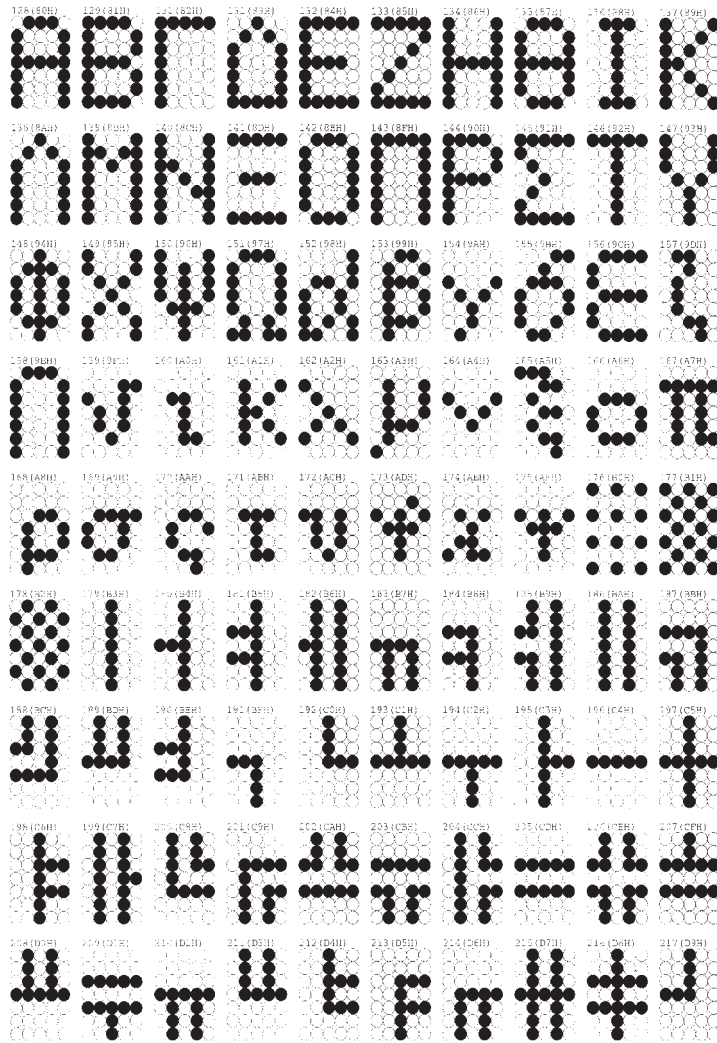 128(80H) 129(81H) 131(82H) 131(83H) 132(84H) 133(85H) 134(86H) 135(87H) 136(88H) 137(89H)
Α Β Γ Δ Ε Ζ Η Θ Ι Κ
138(8AH) 139(8BH) 140(8CH) 141(8DH) 142(8EH) 143(8FH) 144(90H) 145(91H) 146(92H) 147(93H)
Λ Μ Ν Ξ Ο Π Ρ Σ Τ Υ
148(94H) 149(95H) 150(96H) 151(97H) 152(98H) 153(99H) 154(9AH) 155(9BH) 156(9CH) 157(9DH)
Φ Χ Ψ Ω α β γ δ ε ζ
158(9EH) 159(9FH) 160(A0H) 161(A1H) 162(A2H) 163(A3H) 164(A4H) 165(A5H) 166(A6H) 167(A7H)
η θ ι κ λ μ ν ξ ο π
168(A8H) 169(A9H) 170(AAH) 171(ABH) 172(ACH) 173(ADH) 174(AEH) 175(AFH) 176(B0H) 177(B1H)
ρ σ ς τ υ φ χ ψ
178(B2H) 179(B3H) 180(B4H) 181(B5H) 182(B6H) 183(B7H) 184(B8H) 185(B9H) 186(BAH) 187(BBH)
188(BCH) 189(BDH) 190(BEH) 191(BFH) 192(C0H) 193(C1H) 194(C2H) 195(C3H) 196(C4H) 197(C5H)
198(C6H) 199(C7H) 200(C8H) 201(C9H) 202(CAH) 203(CBH) 204(CCH) 205(CDH) 206(CEH) 207(CFH)
208(D0H) 209(D1H) 210(D1H) 211(D3H) 212(D4H) 213(D5H) 214(D6H) 215(D7H) 216(D6H) 217(D9H)